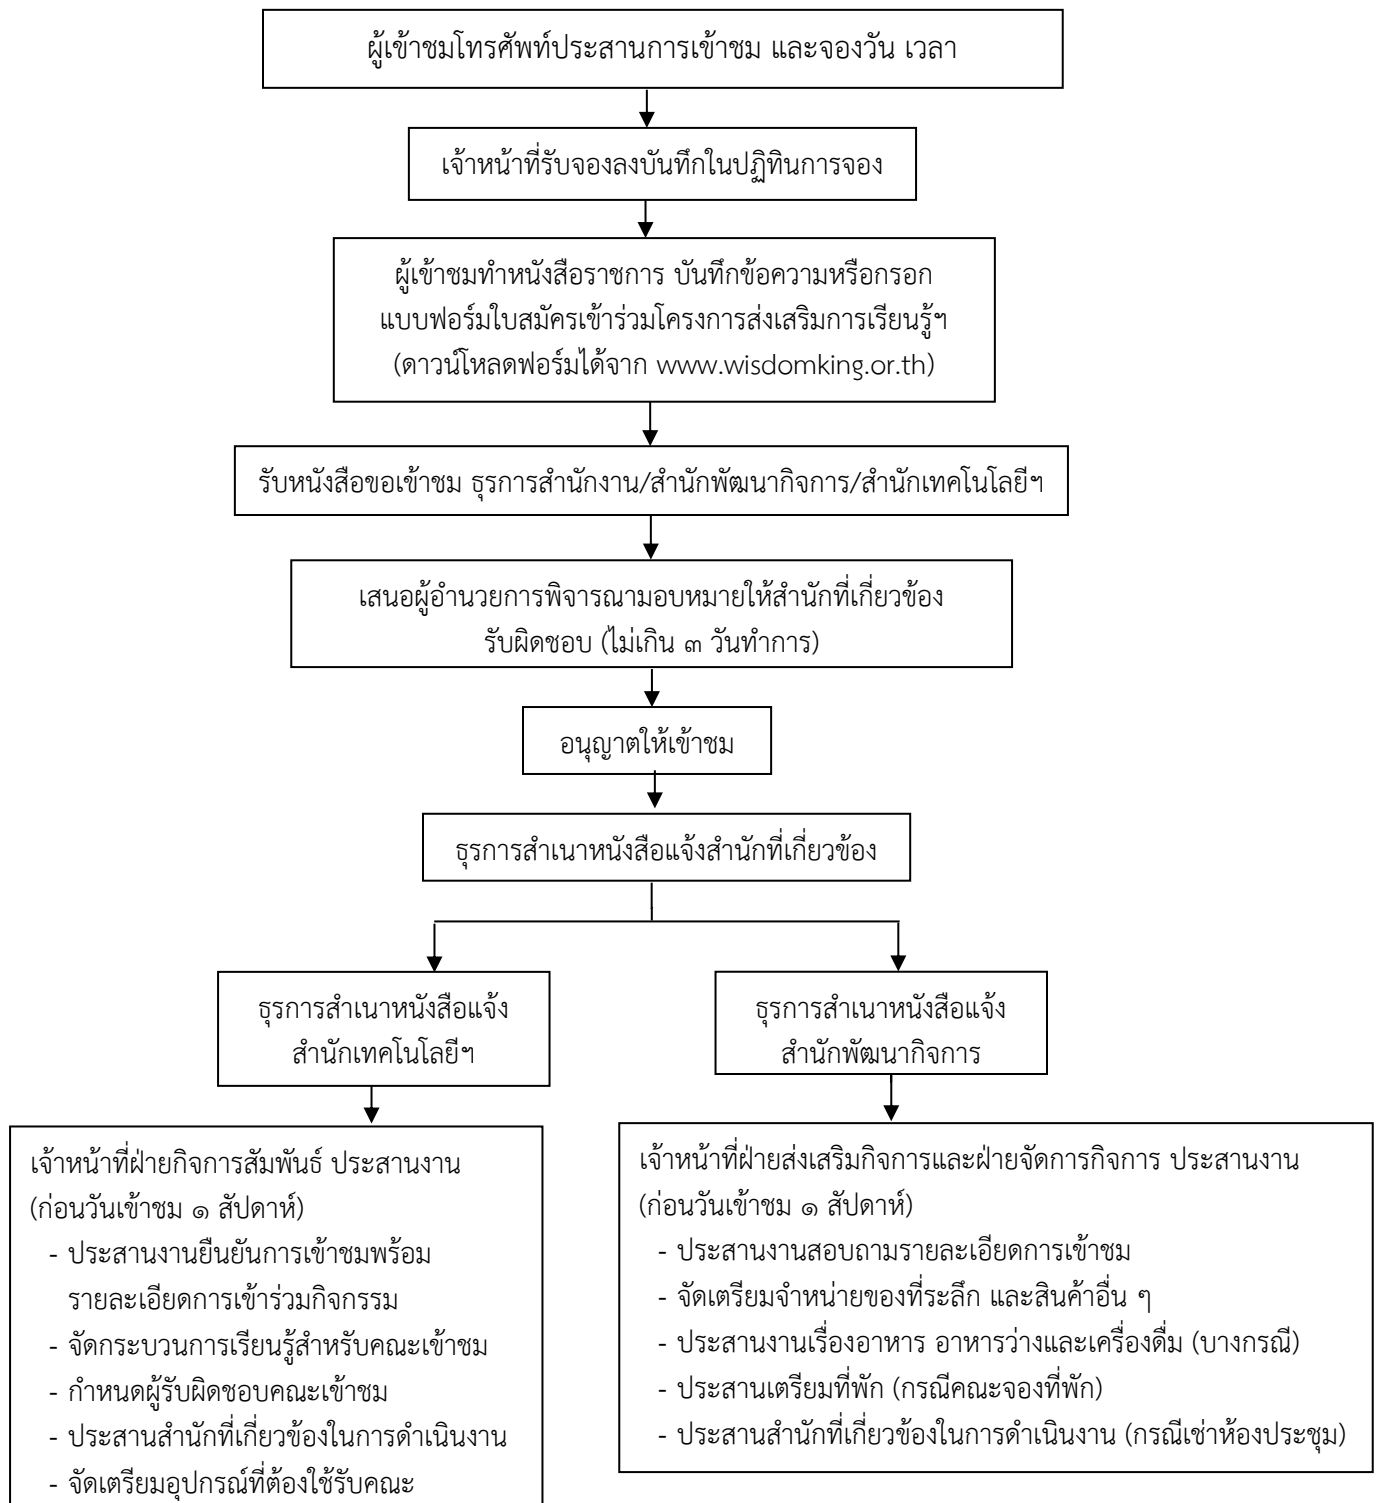 ผู้เข้าชมโทรศัพท์ประสานการเข้าชม และจองวัน เวลา
เจ้าหน้าที่รับจองลงบันทึกในปฏิทินการจอง
ผู้เข้าชมทำหนังสือราชการ บันทึกข้อความหรือกรอก
แบบฟอร์มใบสมัครเข้าร่วมโครงการส่งเสริมการเรียนรู้ฯ
(ดาวน์โหลดฟอร์มได้จาก www.wisdomking.or.th)
รับหนังสือขอเข้าชม ธุรการสำนักงาน/สำนักพัฒนากิจการ/สำนักเทคโนโลยีฯ
เสนอผู้อำนวยการพิจารณามอบหมายให้สำนักที่เกี่ยวข้อง
รับผิดชอบ (ไม่เกิน ๓ วันทำการ)
อนุญาตให้เข้าชม
ธุรการสำเนาหนังสือแจ้งสำนักที่เกี่ยวข้อง
ธุรการสำเนาหนังสือแจ้ง
สำนักเทคโนโลยีฯ
ธุรการสำเนาหนังสือแจ้ง
สำนักพัฒนากิจการ
เจ้าหน้าที่ฝ่ายกิจการสัมพันธ์ ประสานงาน
(ก่อนวันเข้าชม ๑ สัปดาห์)
- ประสานงานยืนยันการเข้าชมพร้อม
รายละเอียดการเข้าร่วมกิจกรรม
- จัดกระบวนการเรียนรู้สำหรับคณะเข้าชม
- กำหนดผู้รับผิดชอบคณะเข้าชม
- ประสานสำนักที่เกี่ยวข้องในการดำเนินงาน
- จัดเตรียมอุปกรณ์ที่ต้องใช้รับคณะ
เจ้าหน้าที่ฝ่ายส่งเสริมกิจการและฝ่ายจัดการกิจการ ประสานงาน
(ก่อนวันเข้าชม ๑ สัปดาห์)
- ประสานงานสอบถามรายละเอียดการเข้าชม
- จัดเตรียมจำหน่ายของที่ระลึก และสินค้าอื่น ๆ
- ประสานงานเรื่องอาหาร อาหารว่างและเครื่องดื่ม (บางกรณี)
- ประสานเตรียมที่พัก (กรณีคณะจองที่พัก)
- ประสานสำนักที่เกี่ยวข้องในการดำเนินงาน (กรณีเช่าห้องประชุม)